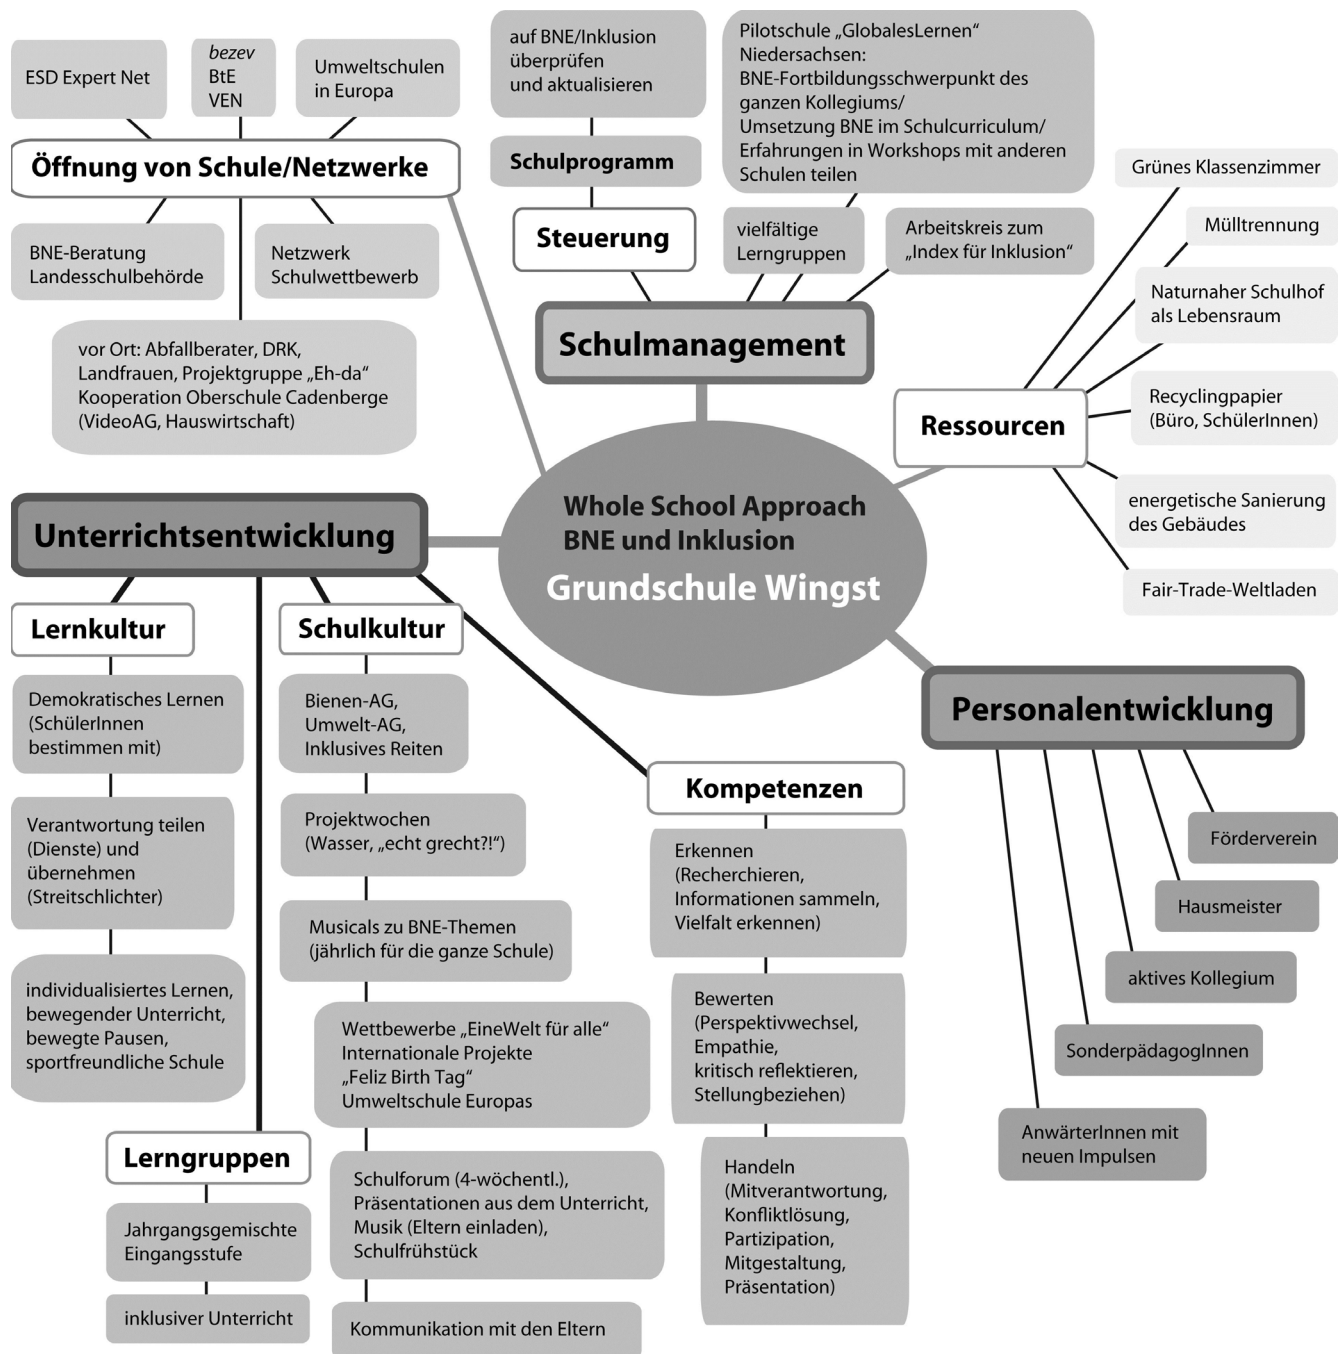 ESD Expert Net
bezev
BtE
VEN
Umweltschulen
in Europa
Öffnung von Schule/Netzwerke
BNE-Beratung
Landesschulbehörde
Netzwerk
Schulwettbewerb
vor Ort: Abfallberater, DRK,
Landfrauen, Projektgruppe „Eh-da“
Kooperation Oberschule Cadenberge
(VideoAG, Hauswirtschaft)
auf BNE/Inklusion
überprüfen
und aktualisieren
Schulprogramm
Steuerung
Pilotschule „GlobalesLernen“
Niedersachsen:
BNE-Fortbildungsschwerpunkt des
ganzen Kollegiums/
Umsetzung BNE im Schulcurriculum/
Erfahrungen in Workshops mit anderen
Schulen teilen
vielfältige
Lerngruppen
Arbeitskreis zum
„Index für Inklusion“
Schulmanagement
Grünes Klassenzimmer
Mülltrennung
Naturnaher Schulhof
als Lebensraum
Recyclingpapier
(Büro, SchülerInnen)
Ressourcen
energetische Sanierung
des Gebäudes
Fair-Trade-Weltladen
Whole School Approach
BNE und Inklusion
Grundschule Wingst
Unterrichtsentwicklung
Lernkultur
Demokratisches Lernen
(SchülerInnen
bestimmen mit)
Verantwortung teilen
(Dienste) und
übernehmen
(Streitschlichter)
individualisiertes Lernen,
bewegender Unterricht,
bewegte Pausen,
sportfreundliche Schule
Lerngruppen
Jahrgangsgemischte
Eingangsstufe
inklusiver Unterricht
Schulkultur
Bienen-AG,
Umwelt-AG,
Inklusives Reiten
Projektwochen
(Wasser, „echt grecht?!“)
Musicals zu BNE-Themen
(jährlich für die ganze Schule)
Wettbewerbe „EineWelt für alle“
Internationale Projekte
„Feliz Birth Tag“
Umweltschule Europas
Schulforum (4-wöchentl.),
Präsentationen aus dem Unterricht,
Musik (Eltern einladen),
Schulfrühstück
Kommunikation mit den Eltern
Kompetenzen
Erkennen
(Recherchieren,
Informationen sammeln,
Vielfalt erkennen)
Bewerten
(Perspektivwechsel,
Empathie,
kritisch reflektieren,
Stellungbeziehen)
Handeln
(Mitverantwortung,
Konfliktlösung,
Partizipation,
Mitgestaltung,
Präsentation)
Personalentwicklung
Förderverein
Hausmeister
aktives Kollegium
SonderpädagogInnen
AnwärterInnen mit
neuen Impulsen